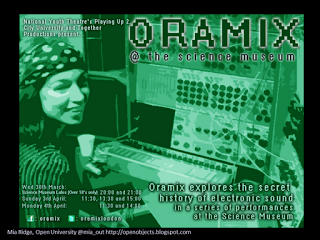 National Youth Theatre's Playing Up 2
City University and Together
Productions present
ORAMIX
@ the science museum
Wed 30th March:
Science Museum Lates (Over 18's only) 20:00 and 21:00
Sunday 3rd April: 11:30, 13:30 and 15:00
Monday 4th April: 11:30 and 14:00
oramix oramixlondon
Oramix explores the secret
history of electronic sound
in a series of performances
at the Science Museum
Mia Ridge, Open University @mia_out http://openobjects.blogspot.com